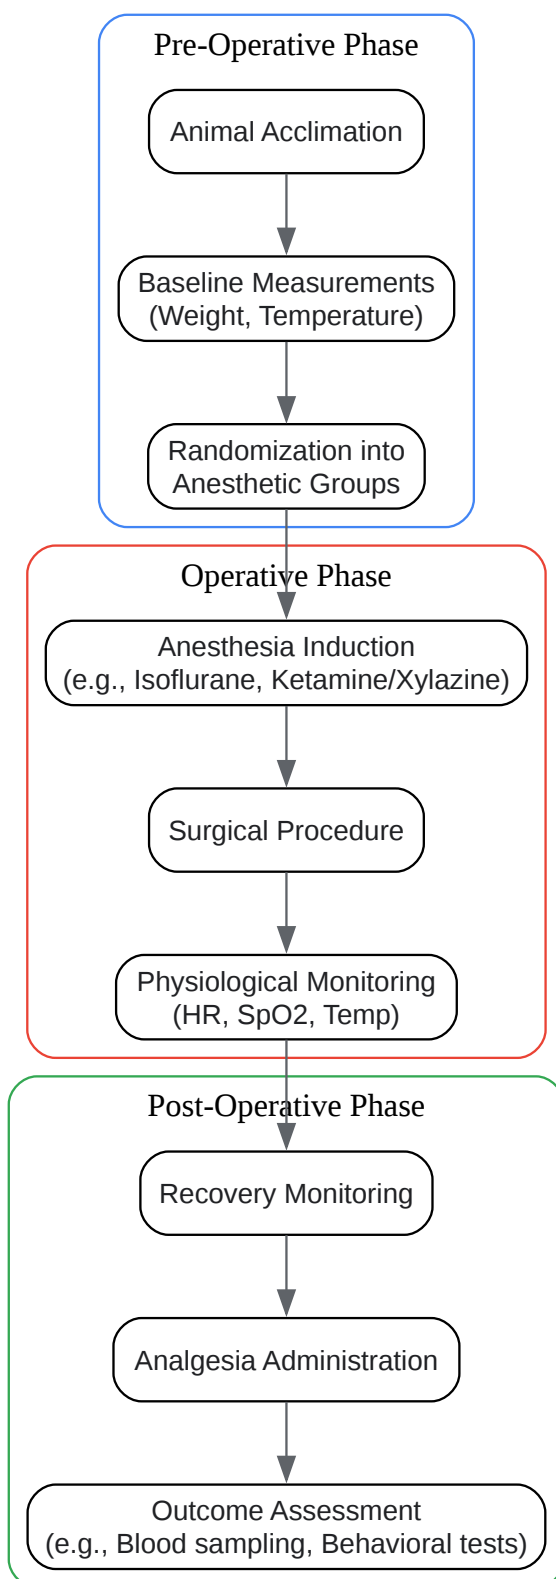 Pre-Operative Phase
Animal Acclimation
Baseline Measurements
(Weight, Temperature)
Randomization into
Anesthetic Groups
Operative Phase
Anesthesia Induction
(e.g., Isoflurane, Ketamine/Xylazine)
Surgical Procedure
Physiological Monitoring
(HR, SpO2, Temp)
Post-Operative Phase
Recovery Monitoring
Analgesia Administration
Outcome Assessment
(e.g., Blood sampling, Behavioral tests)